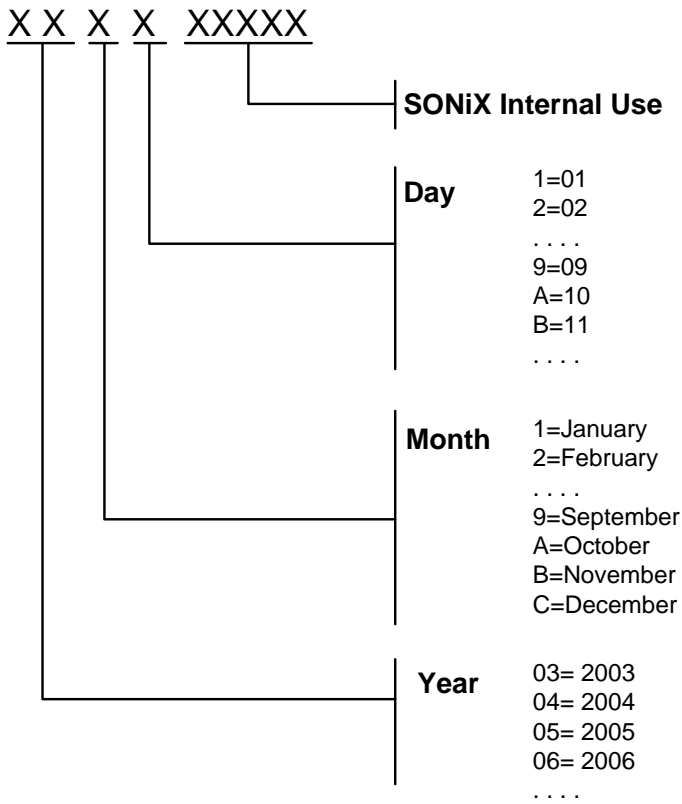 X X X X XXXXX
SONiX Internal Use
Day
1=01
2=02
. . . .
9=09
A=10
B=11
. . . .
Month
1=January
2=February
. . . .
9=September
A=October
B=November
C=December
Year
03= 2003
04= 2004
05= 2005
06= 2006
. . . .